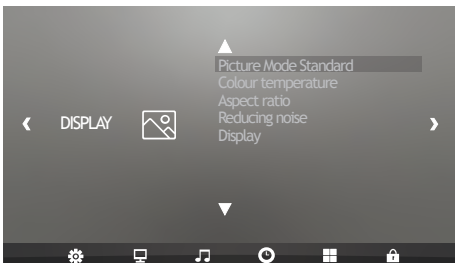 Picture Mode Standard
Colour temperature
Aspect ratio
Reducing noise
Display
DISPLAY